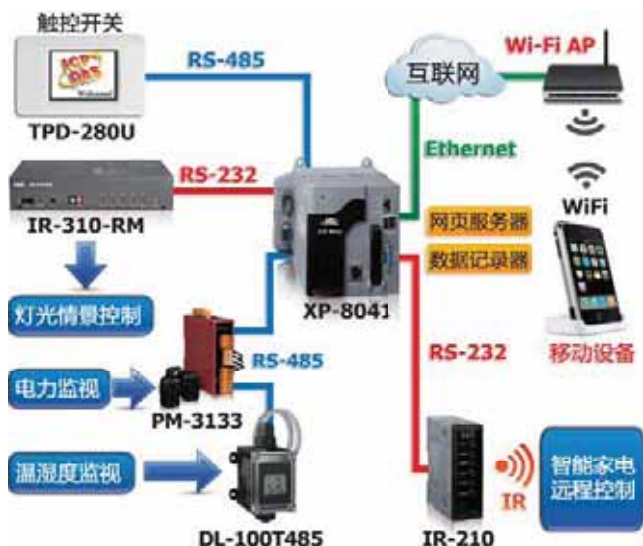 触控开关
RS-485
TPD-280U
互联网
Wi-Fi AP
Ethernet
RS-232
IR-310-RM
WiFi
网页服务器
数据记录器
XP-8041
灯光情景控制
移动设备
RS-485
RS-232
电力监视
PM-3133
温湿度监视
DL-100T485
IR-210
IR
智能家电
远程控制